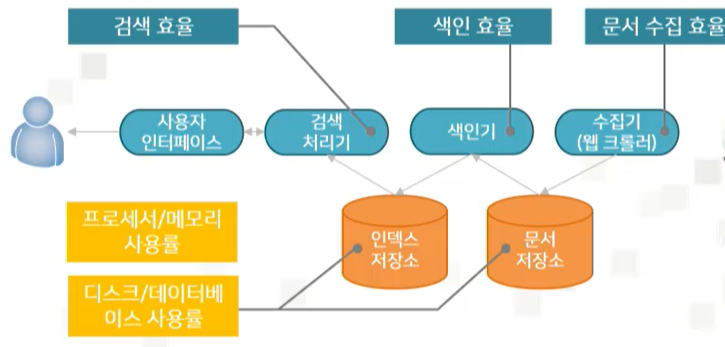 검색 효율
색인 효율
문서 수집 효율
사용자
인터페이스
검색
처리기
색인기
수집기
(웹 크롤러)
프로세서/메모리
사용률
인덱스
저장소
문서
저장소
디스크/데이터베
이스 사용률